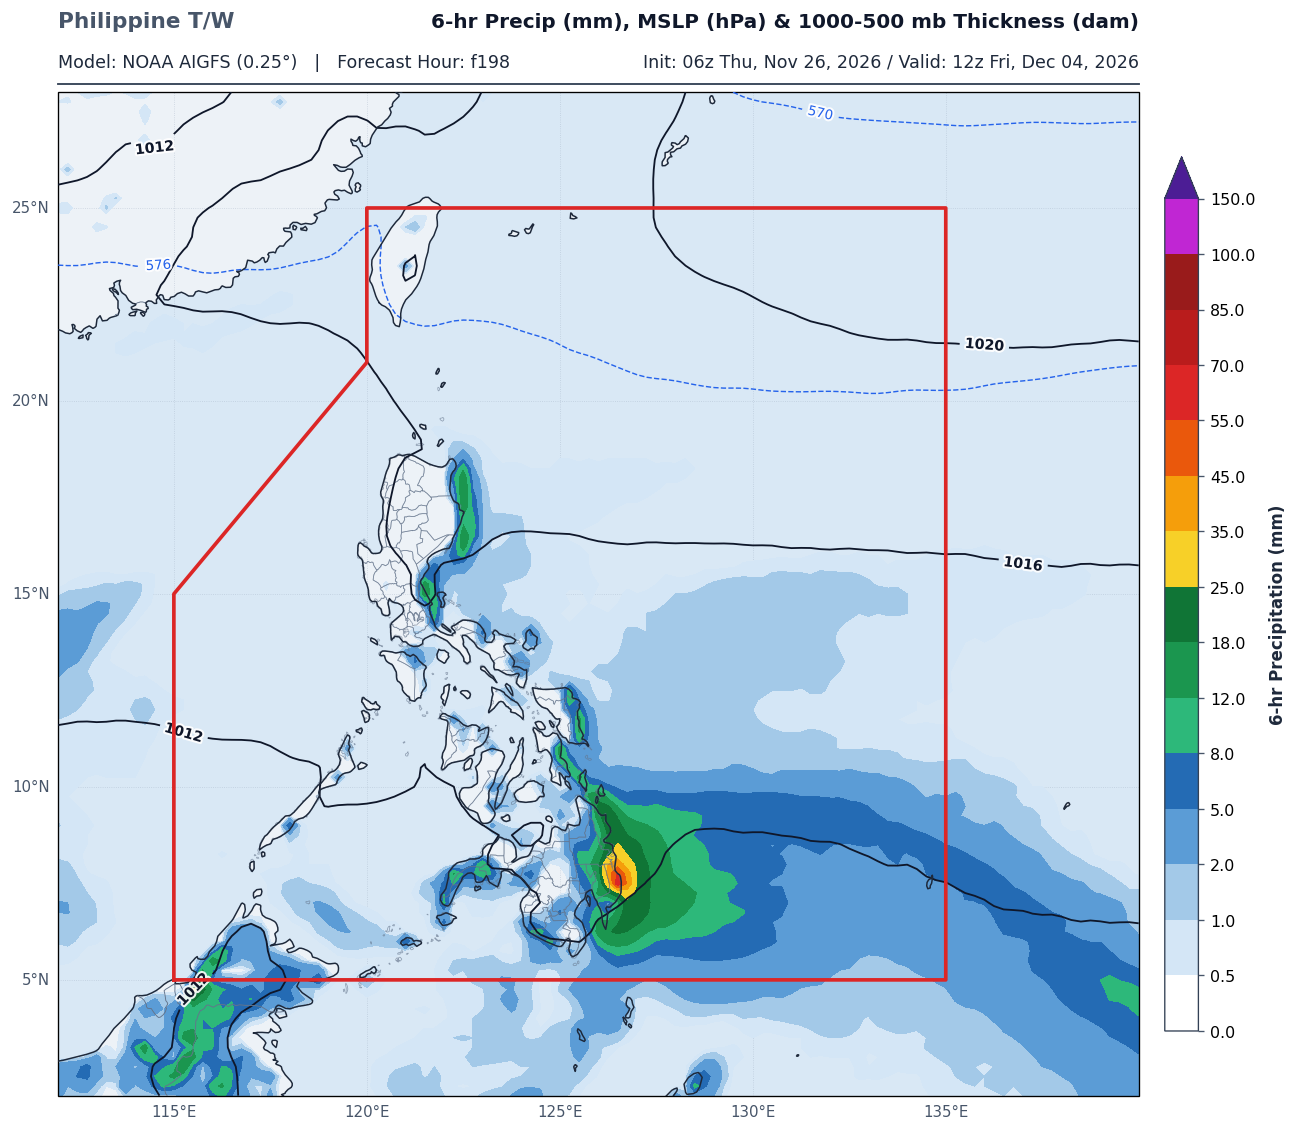 Philippine T/W
6-hr Precip (mm), MSLP (hPa) & 1000-500 mb Thickness (dam)
Model: NOAA AIGFS (0.25°) | Forecast Hour: f198
Init: 06z Thu, Nov 26, 2026 / Valid: 12z Fri, Dec 04, 2026
570
1012
576
1020
1016
1012
1012
25°N
20°N
15°N
10°N
5°N
115°E
120°E
125°E
130°E
135°E
150.0
100.0
85.0
70.0
55.0
45.0
35.0
25.0
18.0
12.0
8.0
5.0
2.0
1.0
0.5
0.0
6-hr Precipitation (mm)